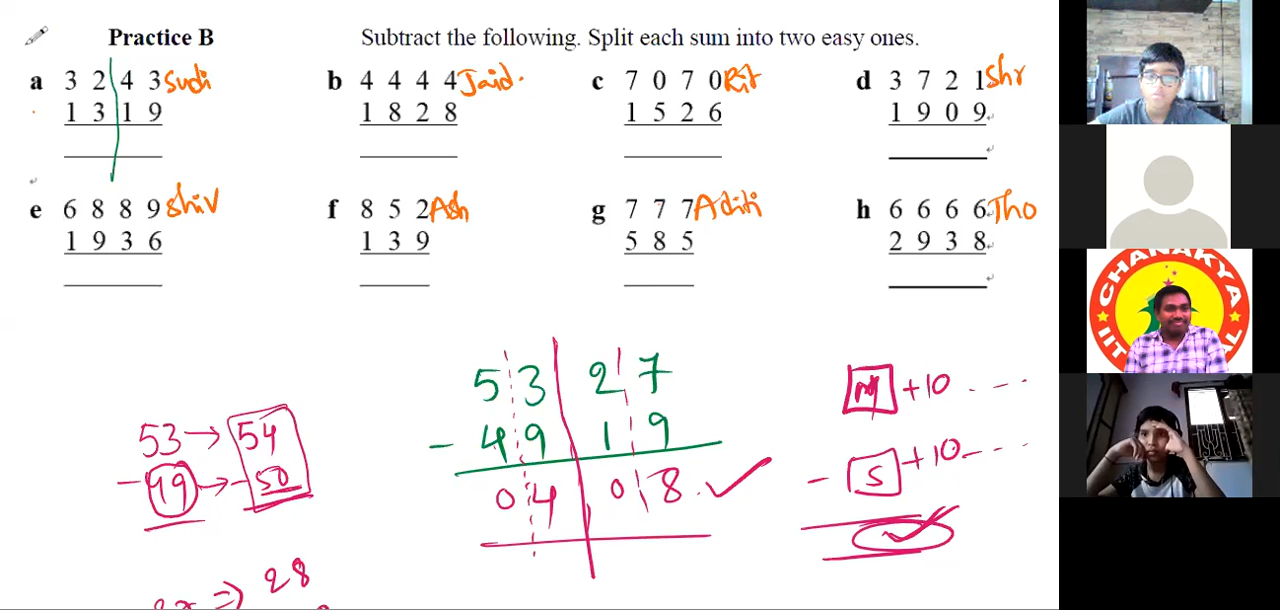 Practice B Subtract the following. Split each sum into two easy ones.
a 3 2 4 3 Sudi b 4 4 4 4 Jaid. c 7 0 7 0 Rit d 3 7 2 1 Shr
1 3 1 9 1 8 2 8 1 5 2 6 1 9 0 9
e 6 8 8 9 Shiv f 8 5 2 Ash g 7 7 7 Aditi h 6 6 6 6 Tho
1 9 3 6 1 3 9 5 8 5 2 9 3 8
CHANAKYA
IIT
53 → 54
- 49 → - 50
5 3 2 7
- 4 9 1 9
0 4 0 8 ✓
M +10 - - - -
- S +10 - - - -
⇒ 28